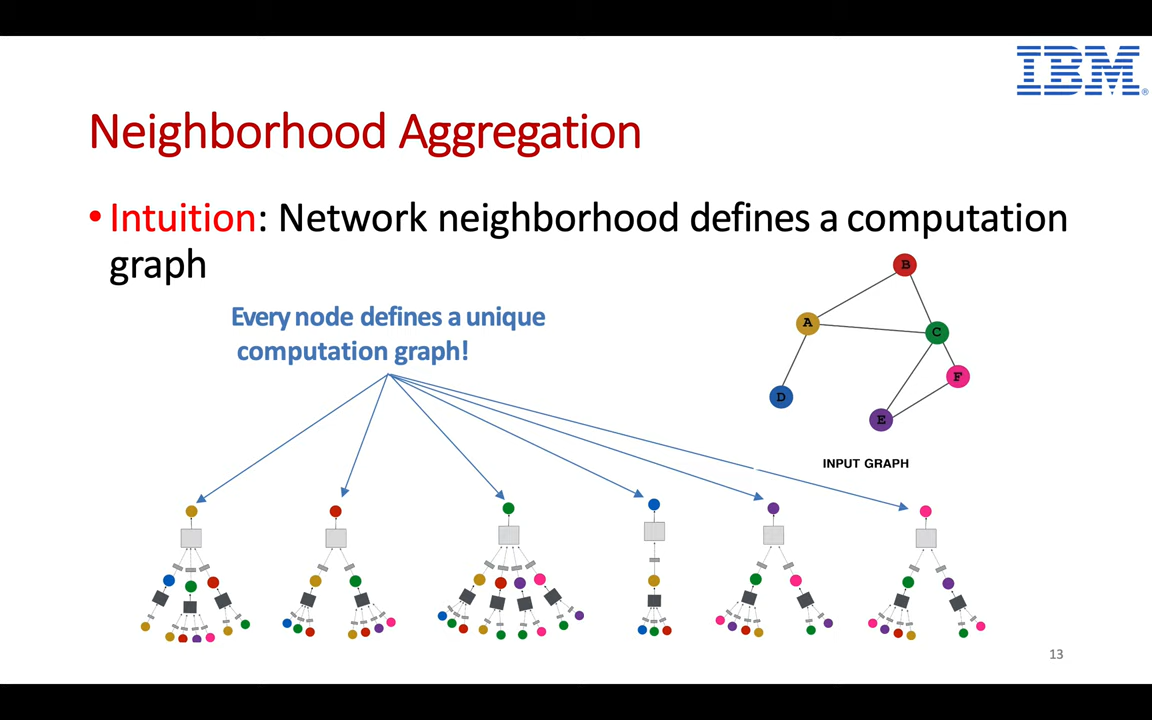 IBM®
Neighborhood Aggregation
• Intuition: Network neighborhood defines a computation
graph
Every node defines a unique
computation graph!
B
A
C
F
D
E
INPUT GRAPH
13